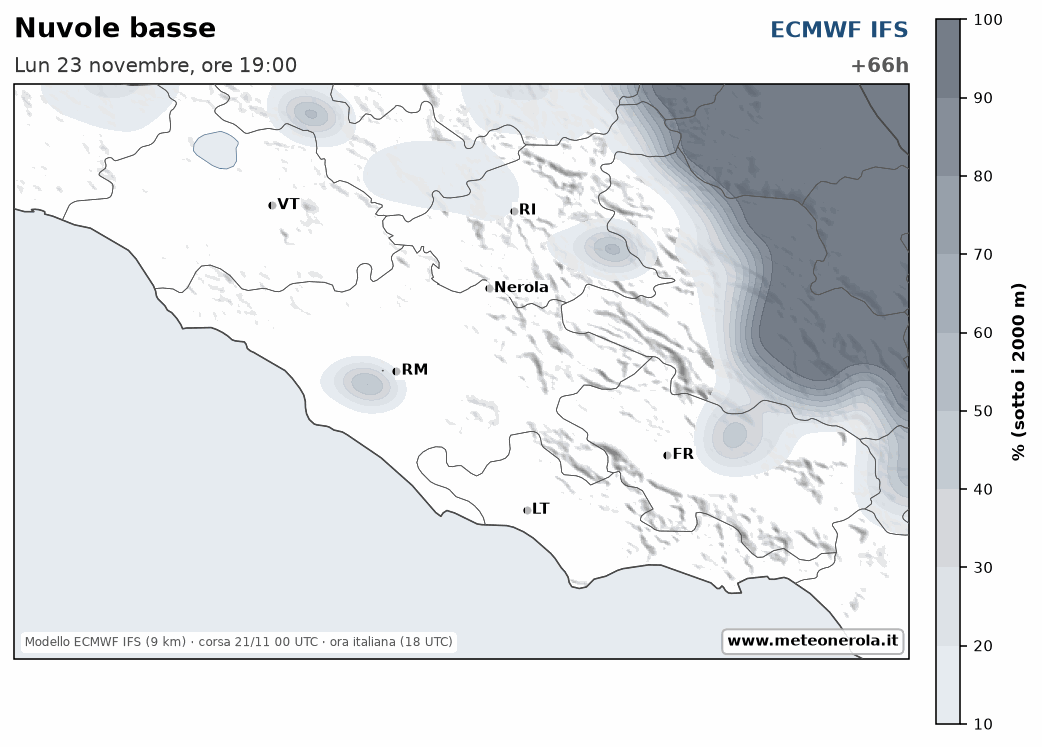 Nuvole basse
ECMWF IFS
Lun 23 novembre, ore 19:00
+66h
100
90
80
70
60
50
40
30
20
10
% (sotto i 2000 m)
VT
RI
Nerola
RM
FR
LT
Modello ECMWF IFS (9 km) · corsa 21/11 00 UTC · ora italiana (18 UTC)
www.meteonerola.it